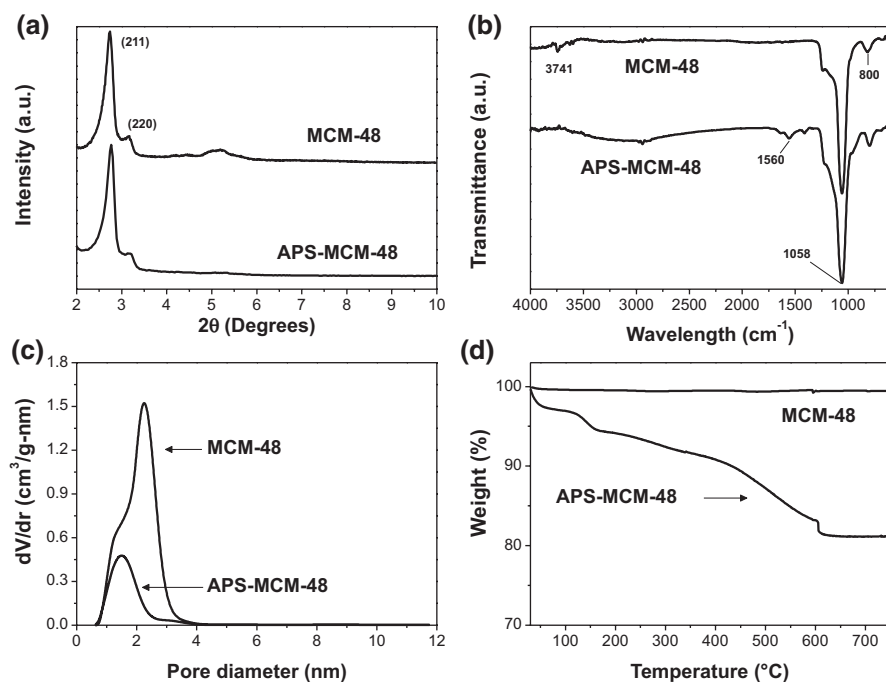 (a)
Intensity (a.u.)
(211)
(220)
MCM-48
APS-MCM-48
2 3 4 5 6 7 8 9 10
2θ (Degrees)
(b)
Transmittance (a.u.)
3741
MCM-48
800
APS-MCM-48
1560
1058
4000 3500 3000 2500 2000 1500 1000
Wavelength (cm⁻¹)
(c)
dV/dr (cm³/g-nm)
1.8
1.5
1.2
0.9
0.6
0.3
0.0
MCM-48
APS-MCM-48
0 2 4 6 8 10 12
Pore diameter (nm)
(d)
Weight (%)
100
90
80
70
MCM-48
APS-MCM-48
100 200 300 400 500 600 700
Temperature (°C)